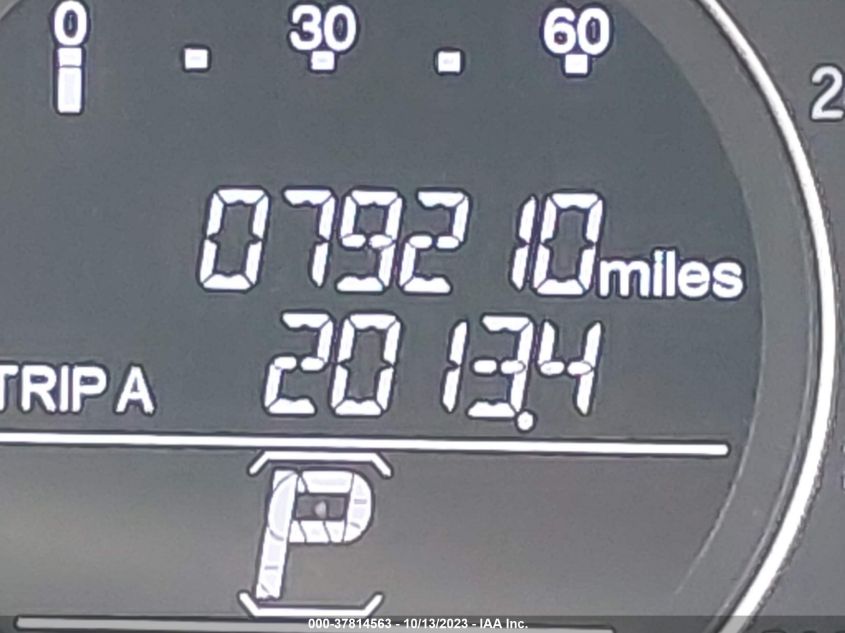 0 30 60
2
079210 miles
TRIP A 2013.4
P
000-37814563 - 10/13/2023 - IAA Inc.